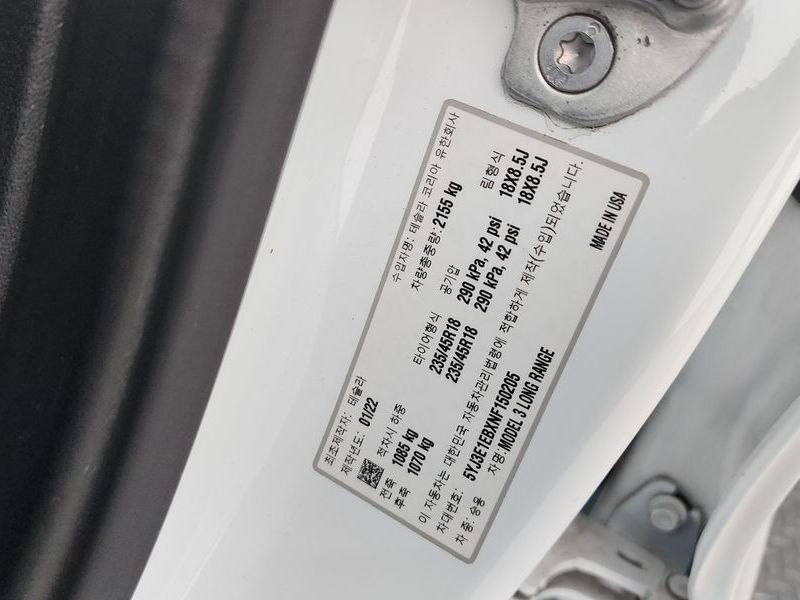 최초제작자: 테슬라 수입자명: 테슬라 코리아 유한회사
제작년도: 01/22 차량총중량: 2155 kg
적차시 하중 타이어형식 공기압 림형식
전축 1085 kg 235/45R18 290 kPa, 42 psi 18X8.5J
후축 1070 kg 235/45R18 290 kPa, 42 psi 18X8.5J
이 자동차는 대한민국 자동차관리법령에 적합하게 제작(수입)되었습니다.
차대번호: 5YJ3E1EBXNF150205
차 종: 승용 차명: MODEL 3 LONG RANGE MADE IN USA